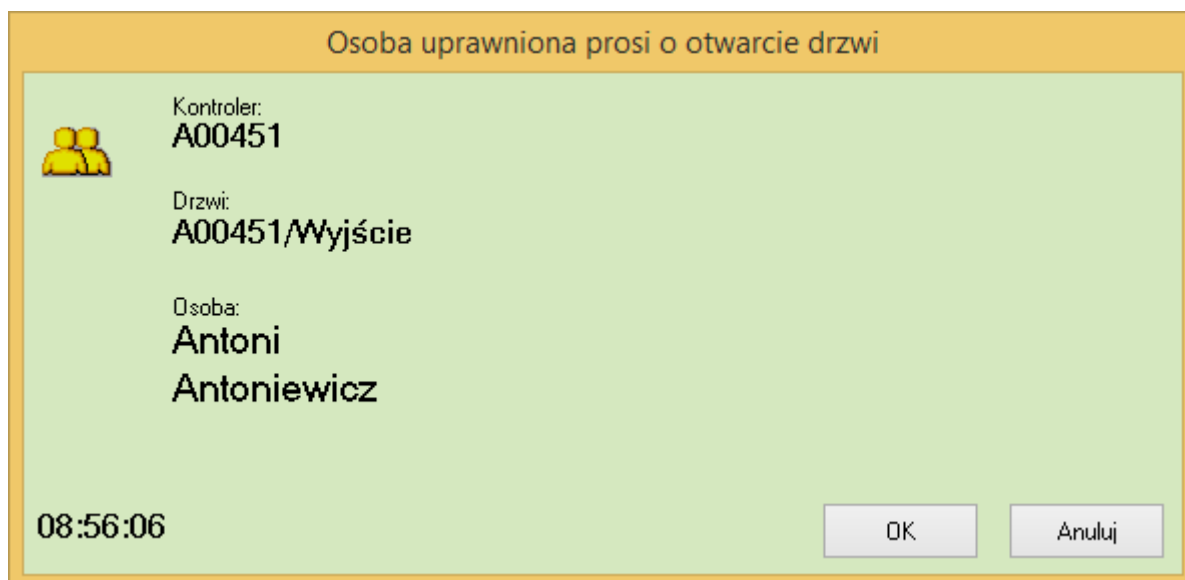 Osoba uprawniona prosi o otwarcie drzwi
Kontroler:
A00451
Drzwi:
A00451/Wyjście
Osoba:
Antoni
Antoniewicz
08:56:06
OK
Anuluj